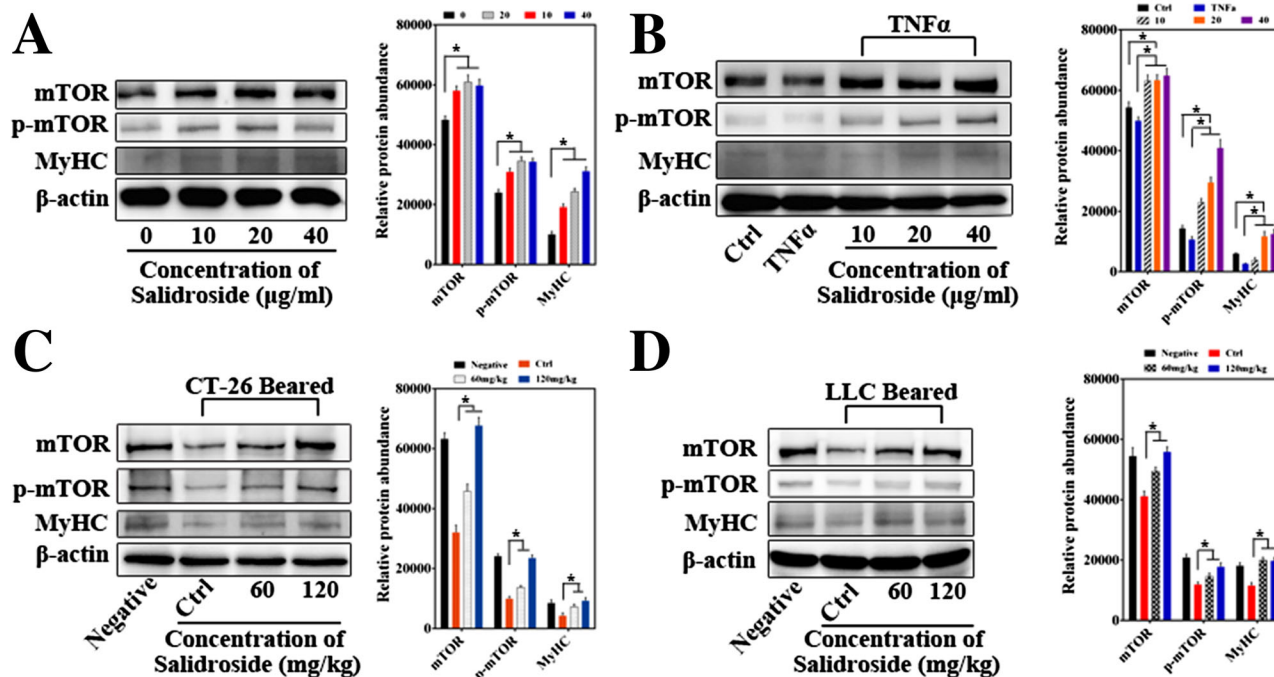 A
mTOR
p-mTOR
MyHC
β-actin
0 10 20 40
Concentration of
Salidroside (μg/ml)
0 20 10 40
Relative protein abundance
80000
60000
40000
20000
0
*
*
*
mTOR
p-mTOR
MyHC
B
TNFα
mTOR
p-mTOR
MyHC
β-actin
Ctrl TNFα 10 20 40
Concentration of
Salidroside (μg/ml)
Ctrl TNFa
10 20 40
Relative protein abundance
80000
60000
40000
20000
0
*
*
*
*
*
*
mTOR
p-mTOR
MyHC
C
CT-26 Beared
mTOR
p-mTOR
MyHC
β-actin
Negative Ctrl 60 120
Concentration of
Salidroside (mg/kg)
Negative Ctrl
60mg/kg 120mg/kg
Relative protein abundance
80000
60000
40000
20000
0
*
*
*
mTOR
p-mTOR
MyHC
D
LLC Beared
mTOR
p-mTOR
MyHC
β-actin
Negative Ctrl 60 120
Concentration of
Salidroside (mg/kg)
Negative Ctrl
60mg/kg 120mg/kg
Relative protein abundance
80000
60000
40000
20000
0
*
*
*
mTOR
p-mTOR
MyHC